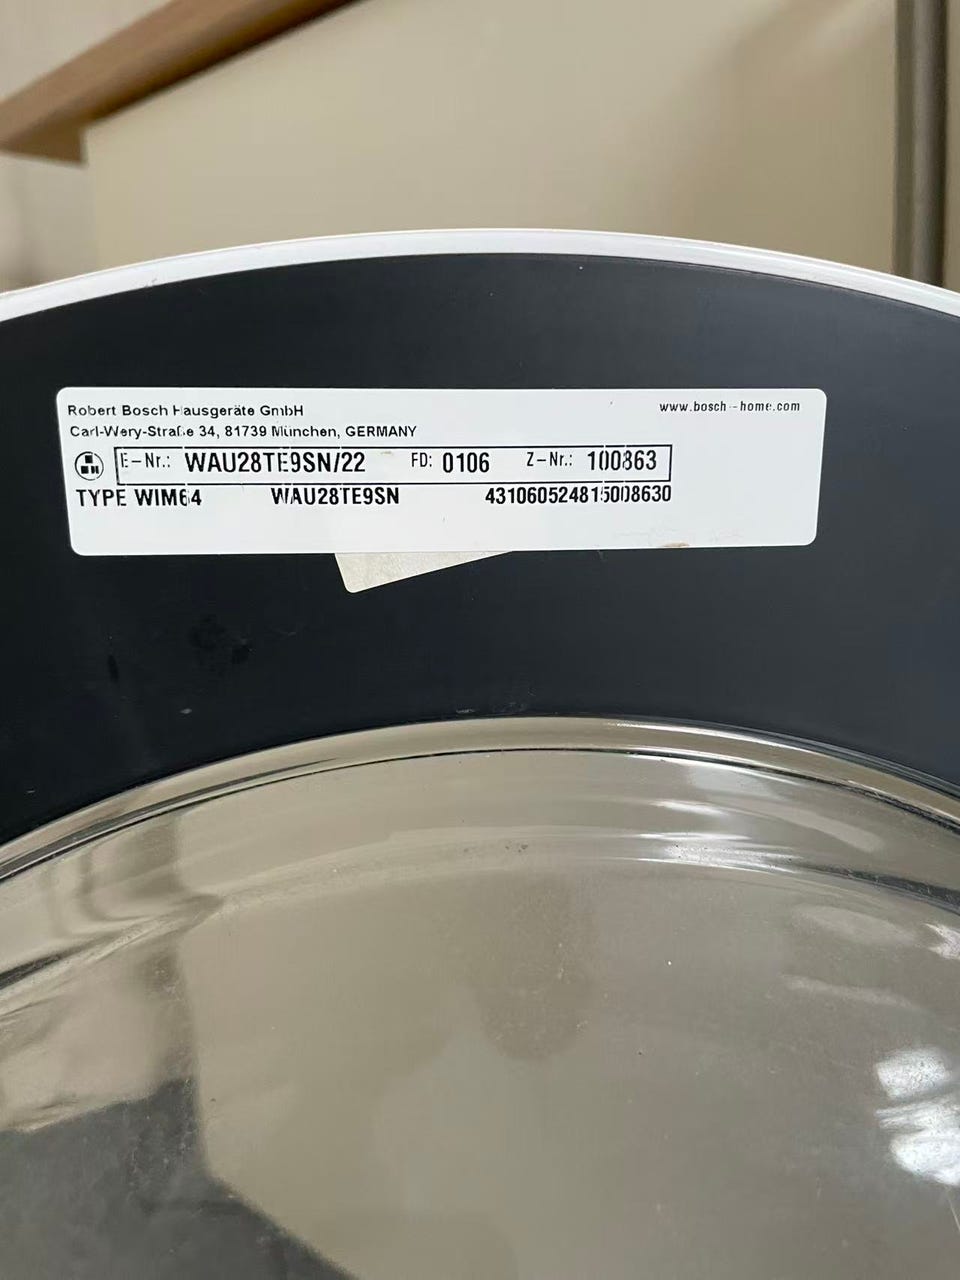 Robert Bosch Hausgeräte GmbH
www.bosch-home.com
Carl-Wery-Straße 34, 81739 München, GERMANY
E-Nr.: WAU28TE9SN/22 FD: 0106 Z-Nr.: 100863
TYPE WIM64 WAU28TE9SN 431060524815008630